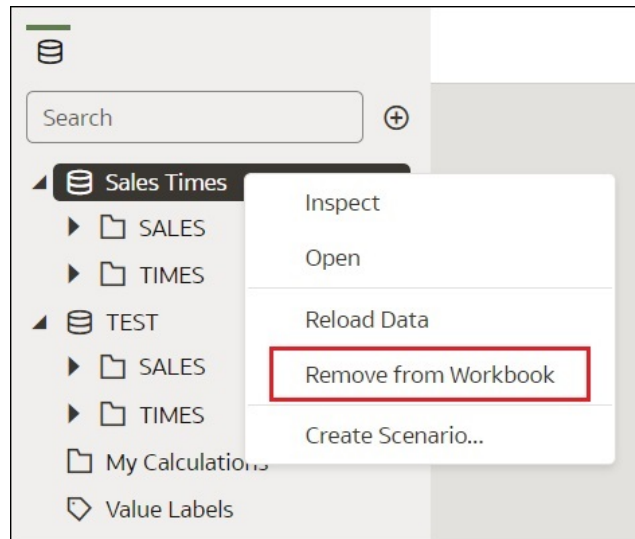 Search
Sales Times
SALES
TIMES
TEST
SALES
TIMES
My Calculations
Value Labels
Inspect
Open
Reload Data
Remove from Workbook
Create Scenario...